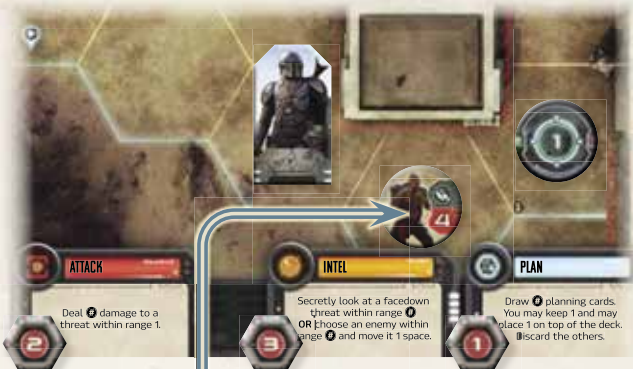 1
4
ATTACK
INTEL
PLAN
Deal # damage to a
threat within range 1.
Secretly look at a facedown
threat within range #
OR choose an enemy within
range # and move it 1 space.
Draw # planning cards.
You may keep 1 and may
place 1 on top of the deck.
Discard the others.
2
3
1